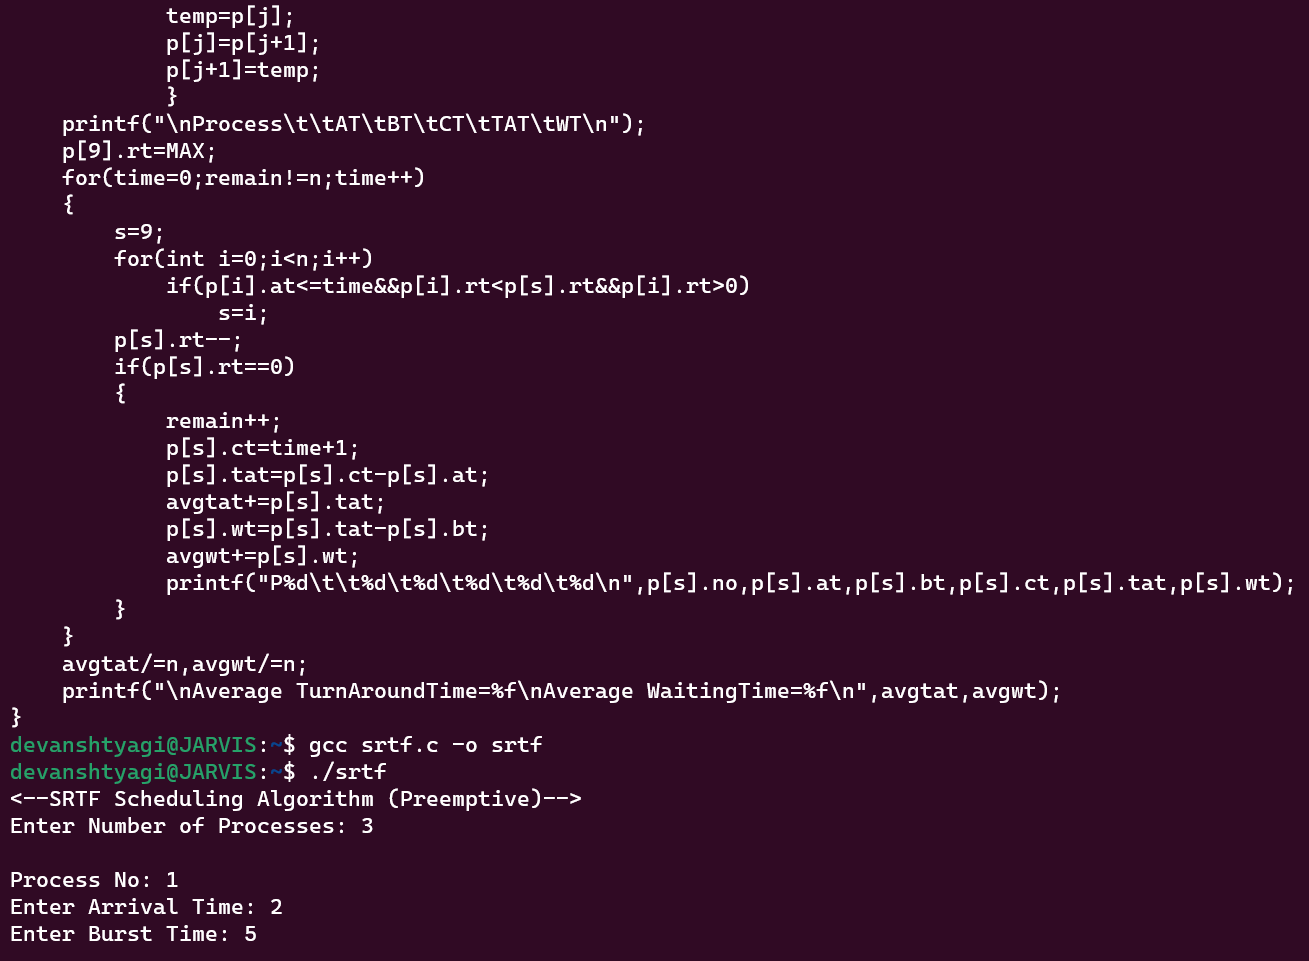 temp=p[j];
p[j]=p[j+1];
p[j+1]=temp;
}
printf("\nProcess\t\tAT\tBT\tCT\tTAT\tWT\n");
p[9].rt=MAX;
for(time=0;remain!=n;time++)
{
s=9;
for(int i=0;i<n;i++)
if(p[i].at<=time&&p[i].rt<p[s].rt&&p[i].rt>0)
s=i;
p[s].rt--;
if(p[s].rt==0)
{
remain++;
p[s].ct=time+1;
p[s].tat=p[s].ct-p[s].at;
avgtat+=p[s].tat;
p[s].wt=p[s].tat-p[s].bt;
avgwt+=p[s].wt;
printf("P%d\t\t%d\t%d\t%d\t%d\t%d\n",p[s].no,p[s].at,p[s].bt,p[s].ct,p[s].tat,p[s].wt);
}
}
avgtat/=n,avgwt/=n;
printf("\nAverage TurnAroundTime=%f\nAverage WaitingTime=%f\n",avgtat,avgwt);
}
devanshtyagi@JARVIS:~$ gcc srtf.c -o srtf
devanshtyagi@JARVIS:~$ ./srtf
<--SRTF Scheduling Algorithm (Preemptive)-->
Enter Number of Processes: 3
Process No: 1
Enter Arrival Time: 2
Enter Burst Time: 5